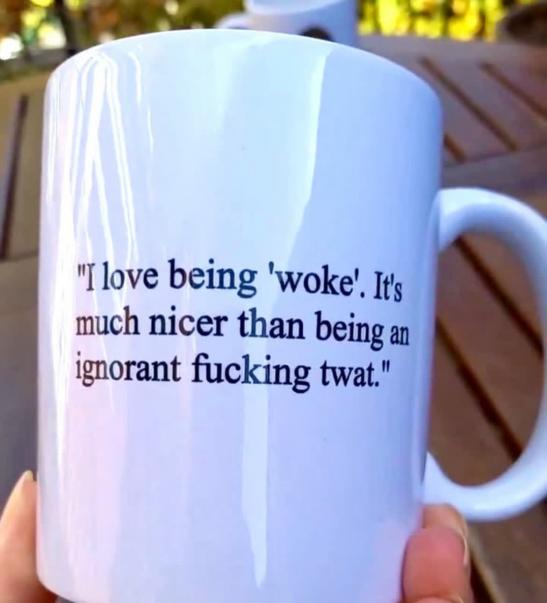 "I love being 'woke'. It's
much nicer than being an
ignorant fucking twat."